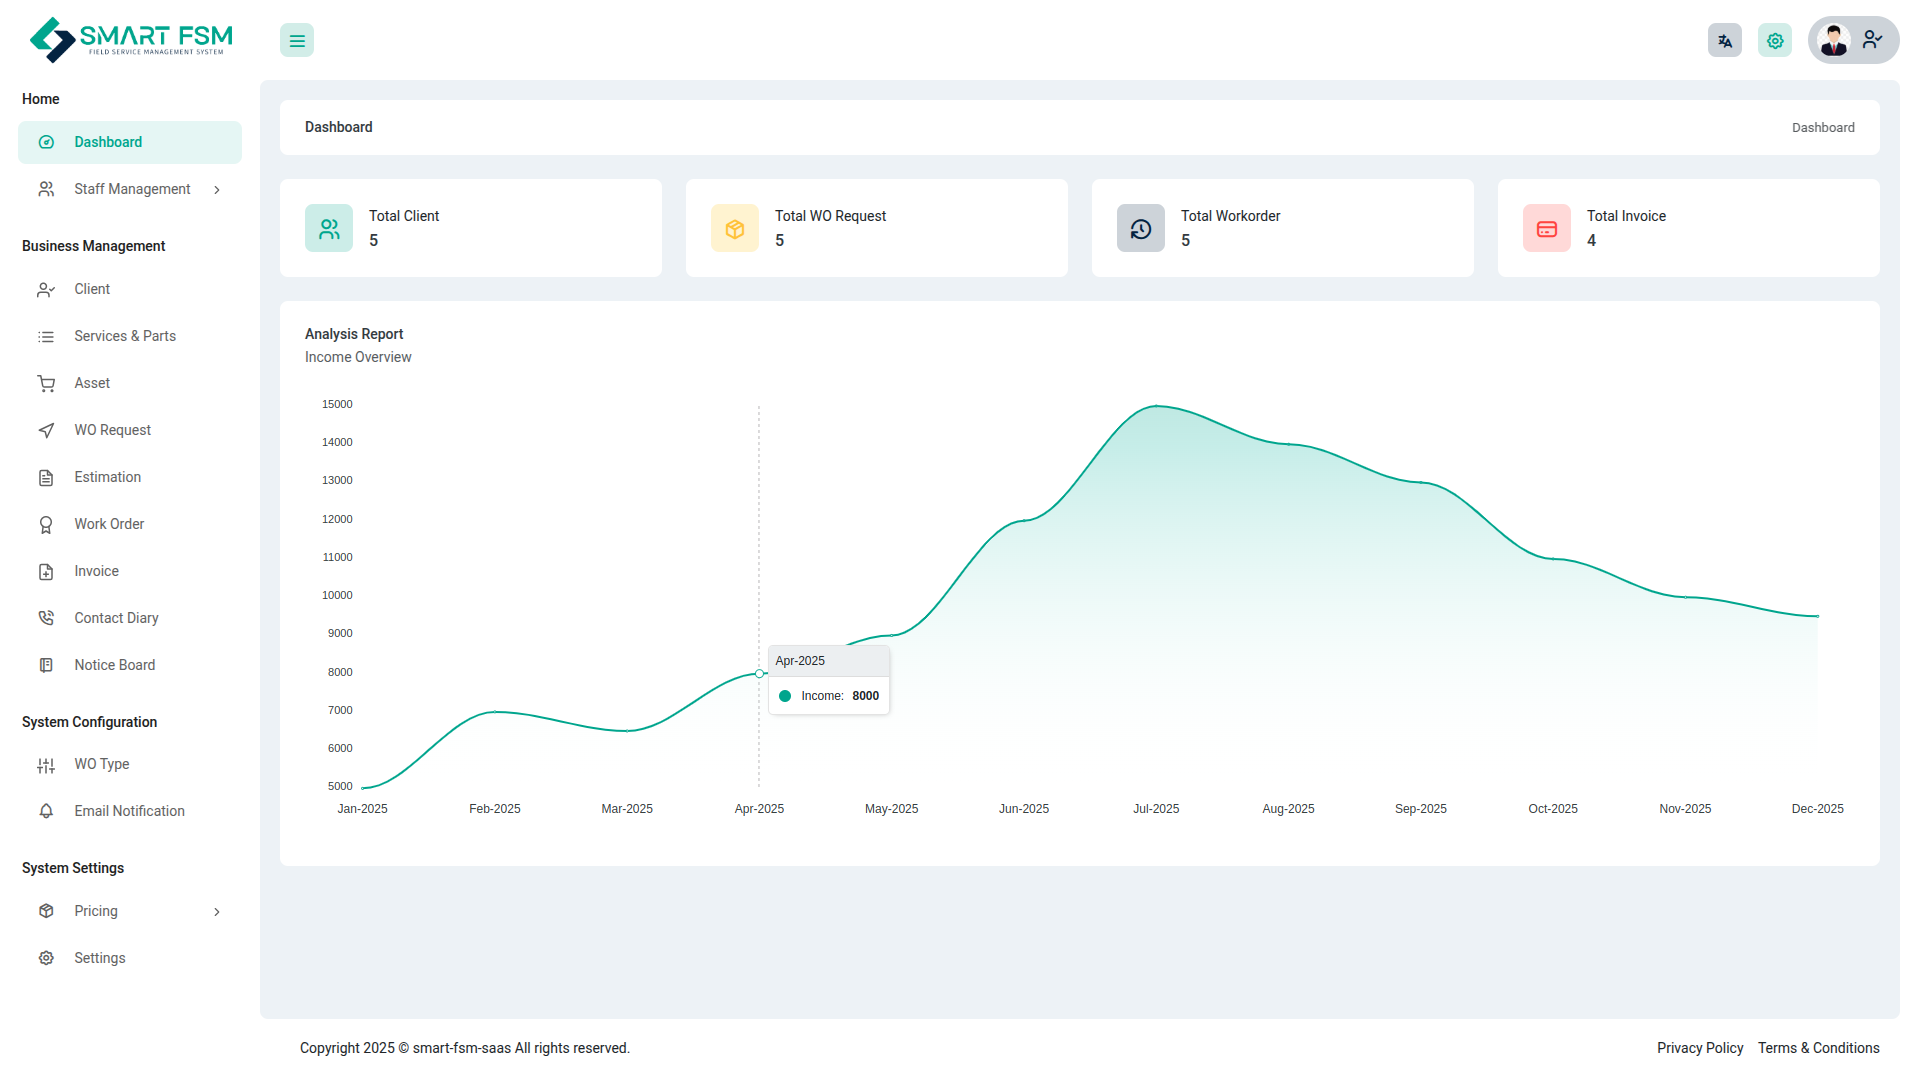 SMART FSM
FIELD SERVICE MANAGEMENT SYSTEM
Home
Dashboard
Staff Management
Business Management
Client
Services & Parts
Asset
WO Request
Estimation
Work Order
Invoice
Contact Diary
Notice Board
System Configuration
WO Type
Email Notification
System Settings
Pricing
Settings
Dashboard
Dashboard
Total Client
5
Total WO Request
5
Total Workorder
5
Total Invoice
4
Analysis Report
Income Overview
15000
14000
13000
12000
11000
10000
9000
8000
7000
6000
5000
Apr-2025
Income: 8000
Jan-2025
Feb-2025
Mar-2025
Apr-2025
May-2025
Jun-2025
Jul-2025
Aug-2025
Sep-2025
Oct-2025
Nov-2025
Dec-2025
Copyright 2025 © smart-fsm-saas All rights reserved.
Privacy Policy
Terms & Conditions